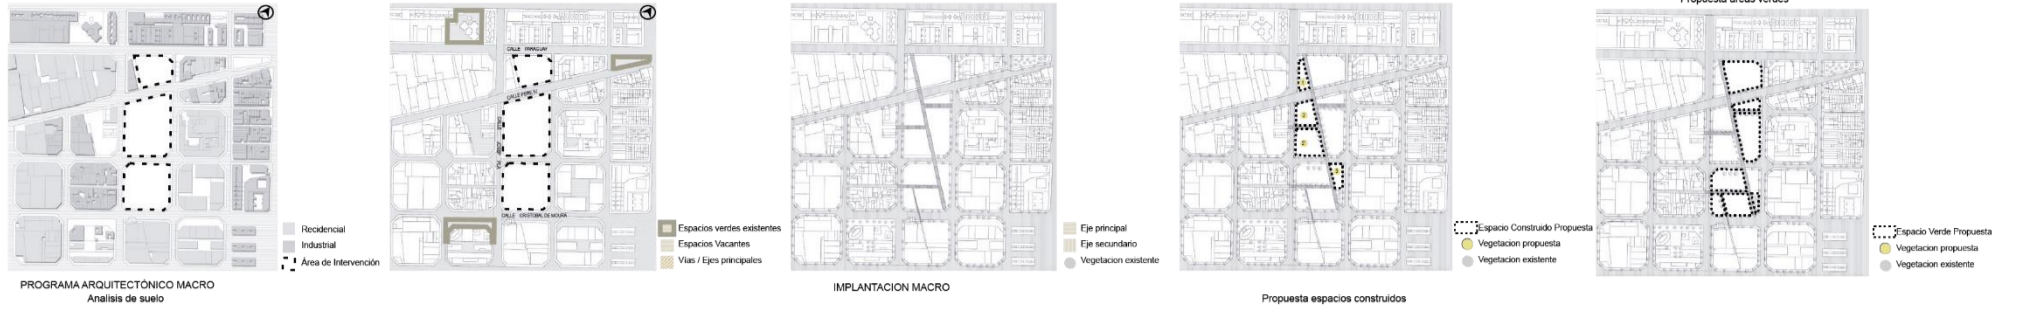 Recidencial
Industrial
Área de Intervención
PROGRAMA ARQUITECTÓNICO MACRO
Analisis de suelo
CALLE PARAGUAY
CALLE CRISTOBAL DE MOURA
Espacios verdes existentes
Espacios Vacantes
Vías / Ejes principales
Eje principal
Eje secundario
Vegetacion existente
IMPLANTACION MACRO
Espacio Construido Propuesta
Vegetacion propuesta
Vegetacion existente
Propuesta espacios construidos
Propuesta areas verdes
Espacio Verde Propuesta
Vegetacion propuesta
Vegetacion existente